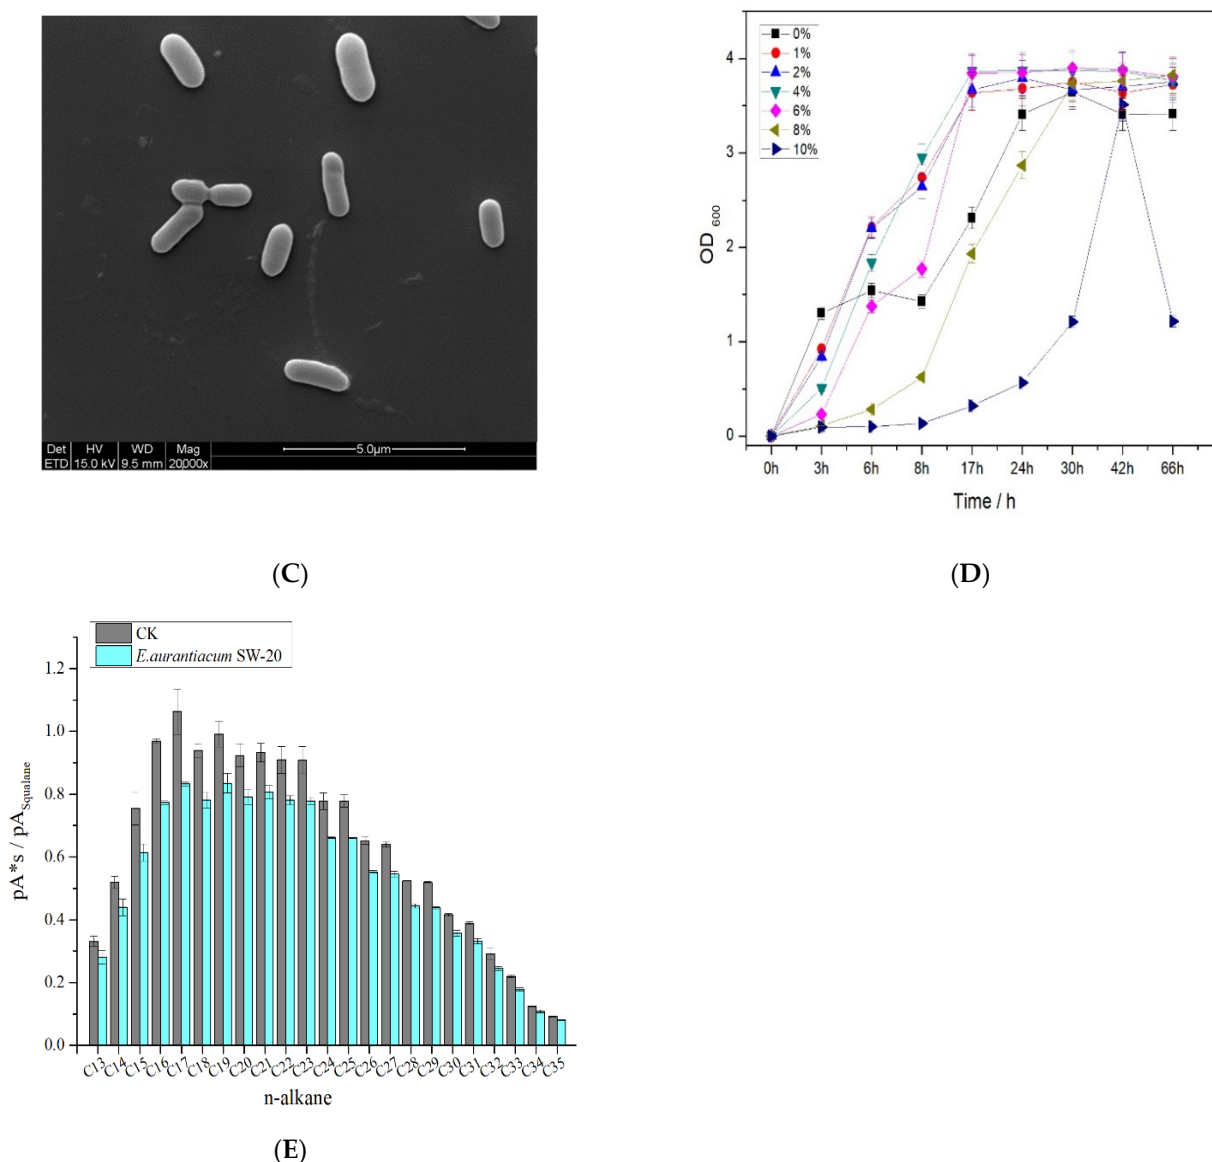 Det HV WD Mag 5.0μm
ETD 15.0 kV 9.5 mm 20000x
(C)
0%
1%
2%
4%
6%
8%
10%
4
3
2
1
0
OD 600
0h 3h 6h 8h 17h 24h 30h 42h 66h
Time / h
(D)
CK
E.aurantiacum SW-20
1.2
1.0
0.8
0.6
0.4
0.2
0.0
pA*s / pASqualane
C13 C14 C15 C16 C17 C18 C19 C20 C21 C22 C23 C24 C25 C26 C27 C28 C29 C30 C31 C32 C33 C34 C35
n-alkane
(E)